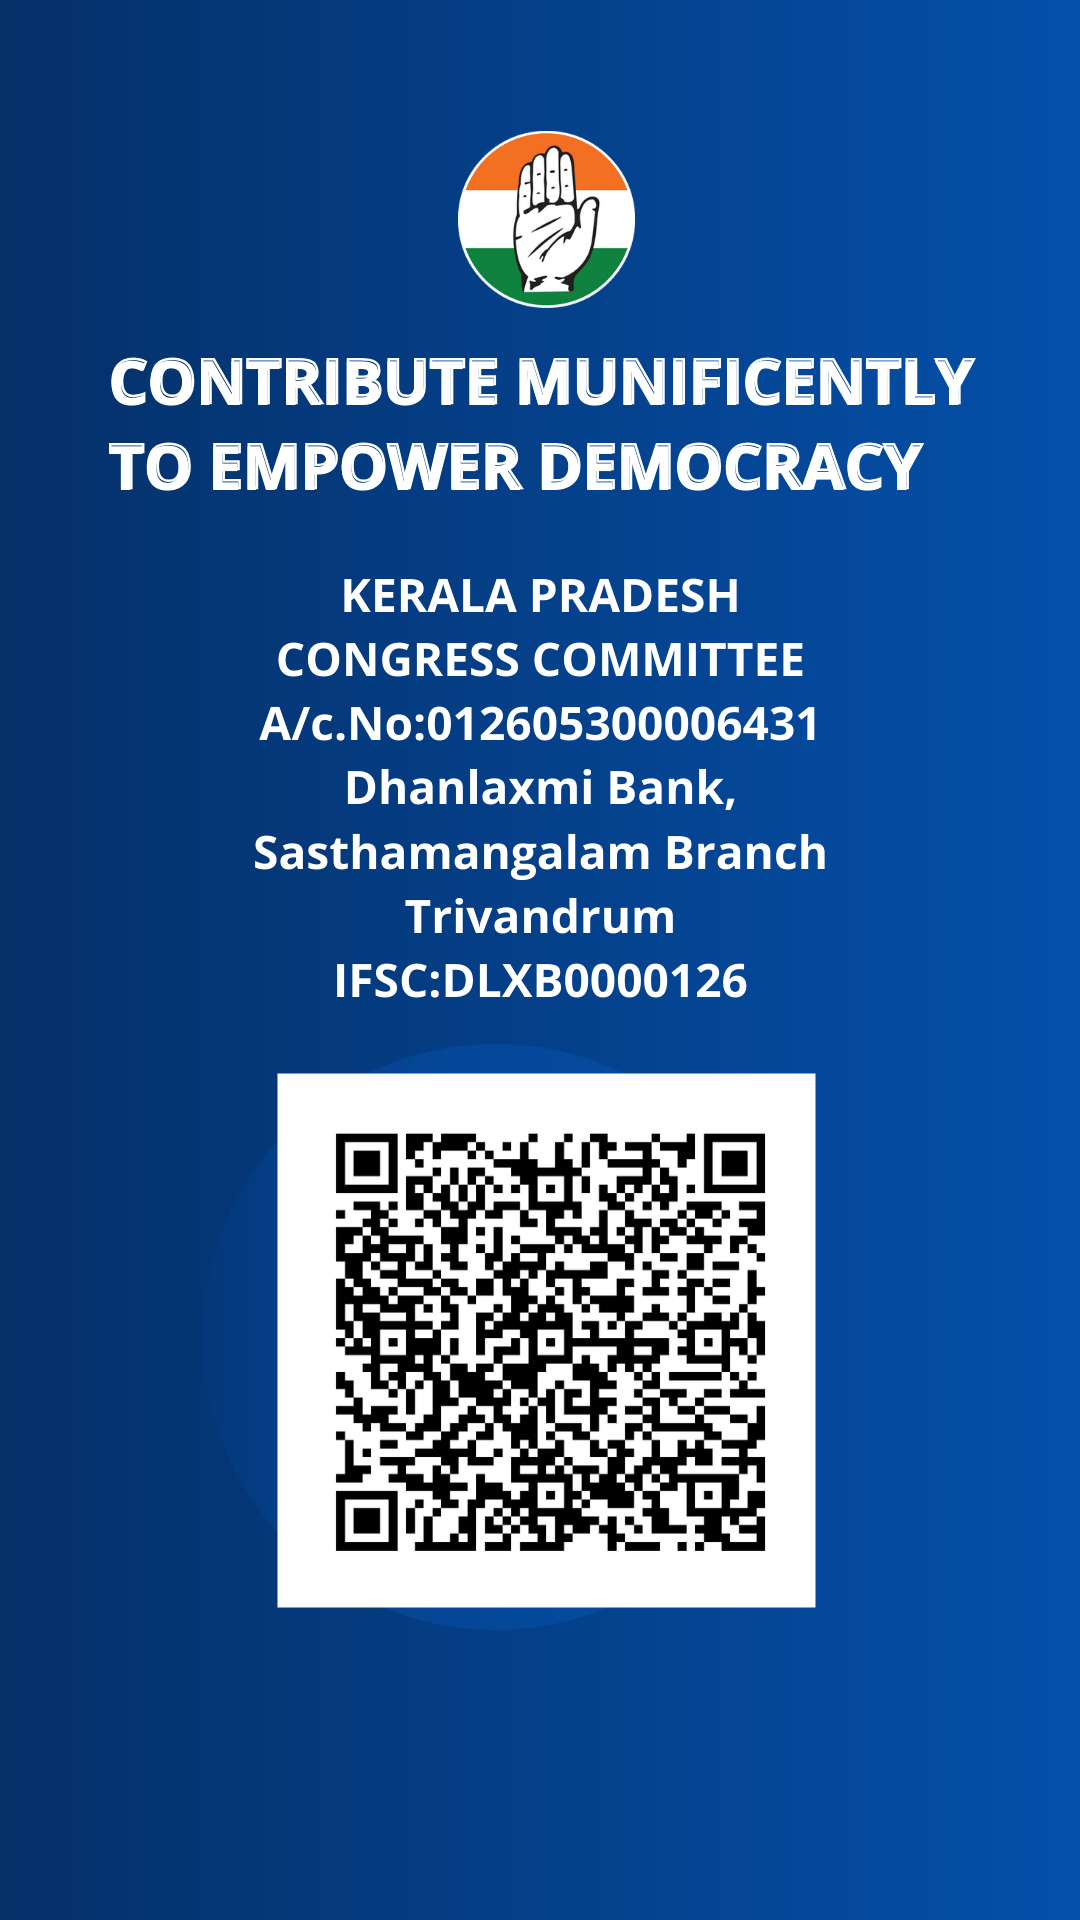 CONTRIBUTE MUNIFICENTLY
TO EMPOWER DEMOCRACY
KERALA PRADESH
CONGRESS COMMITTEE
A/c.No:012605300006431
Dhanlaxmi Bank,
Sasthamangalam Branch
Trivandrum
IFSC:DLXB0000126